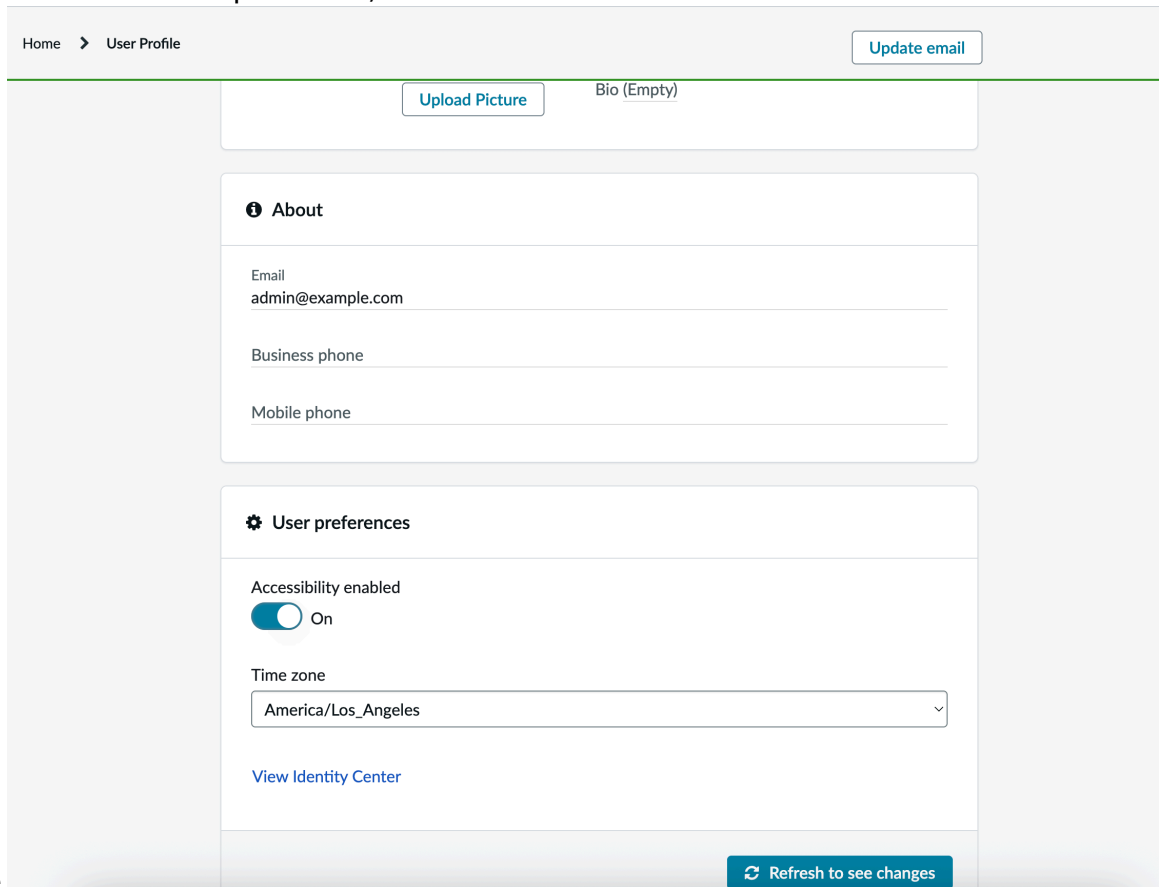 Home > User Profile
Update email
Upload Picture
Bio (Empty)
About
Email
admin@example.com
Business phone
Mobile phone
User preferences
Accessibility enabled
On
Time zone
America/Los_Angeles
View Identity Center
Refresh to see changes